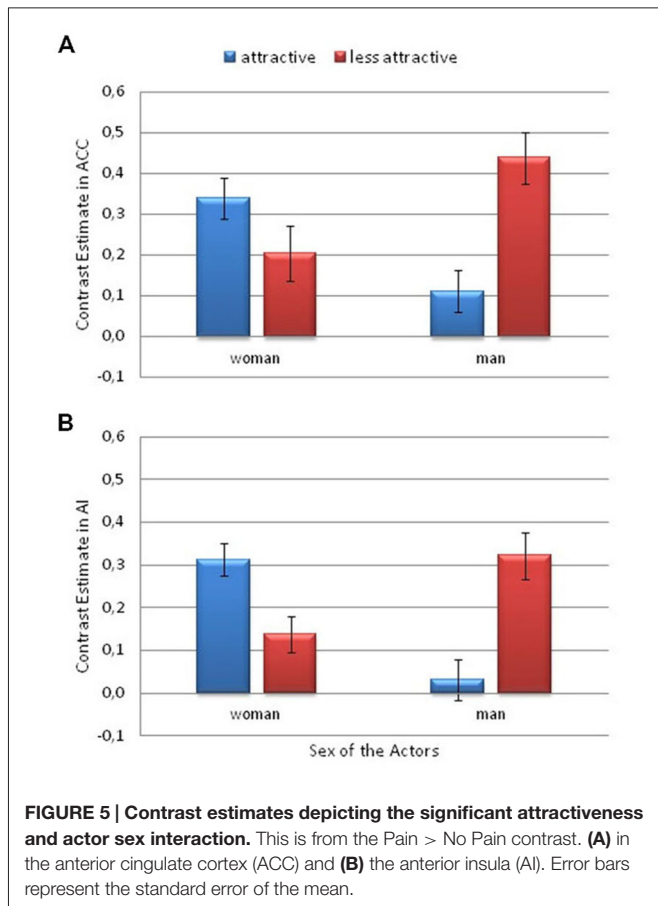 A
attractive less attractive
0,6
0,5
0,4
0,3
0,2
0,1
0,0
-0,1
Contrast Estimate in ACC
woman man
B
0,6
0,5
0,4
0,3
0,2
0,1
0,0
-0,1
Contrast Estimate in AI
woman man
Sex of the Actors
FIGURE 5 | Contrast estimates depicting the significant attractiveness
and actor sex interaction. This is from the Pain > No Pain contrast. (A) in
the anterior cingulate cortex (ACC) and (B) the anterior insula (AI). Error bars
represent the standard error of the mean.